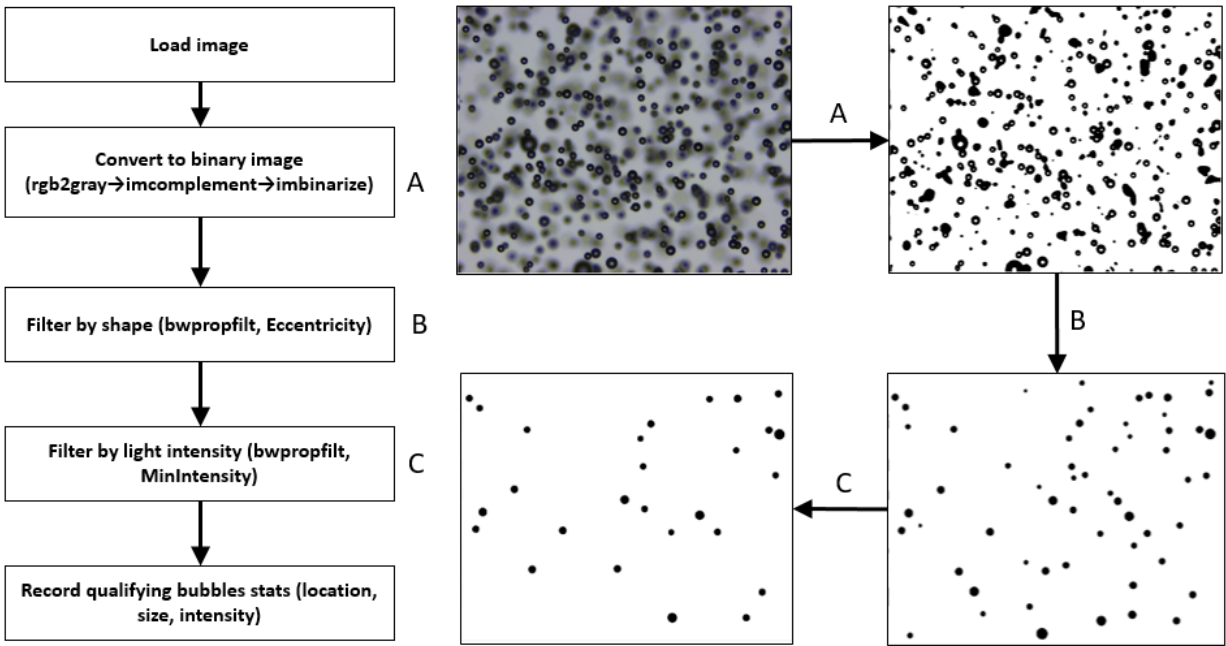 Load image
Convert to binary image
(rgb2gray→imcomplement→imbinarize)
A
Filter by shape (bwpropfilt, Eccentricity)
B
Filter by light intensity (bwpropfilt,
MinIntensity)
C
Record qualifying bubbles stats (location,
size, intensity)
A
B
C